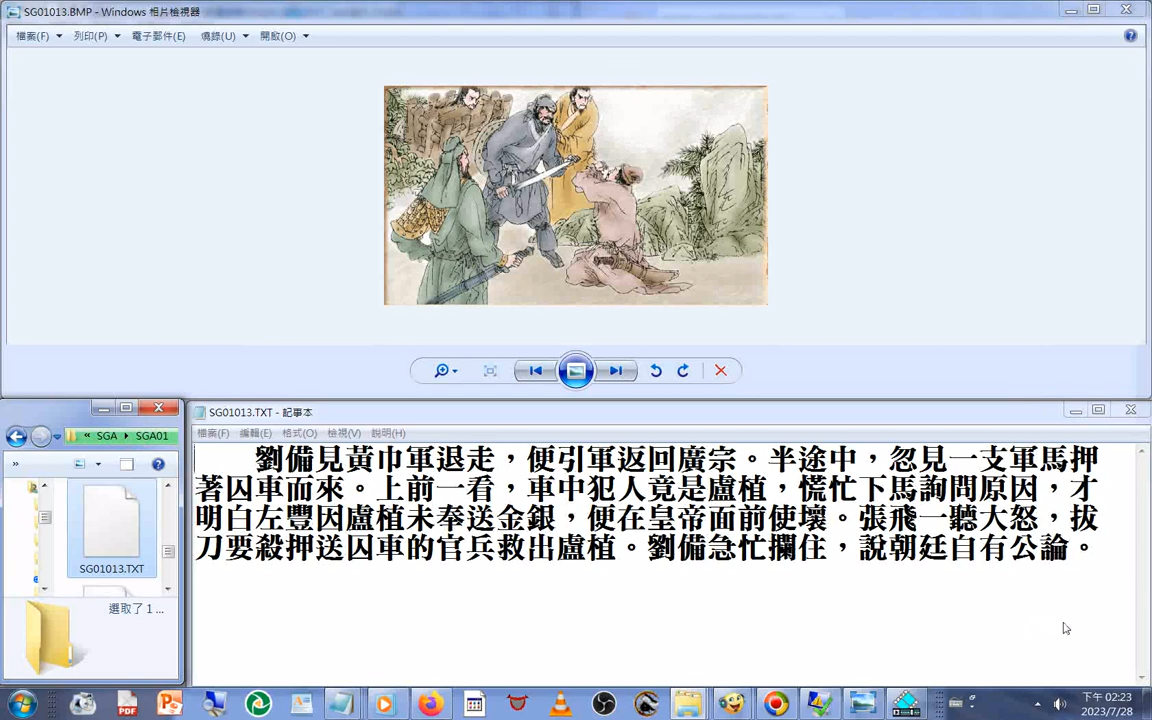 SG01013.BMP - Windows 相片檢視器
檔案(F) 列印(P) 電子郵件(E) 燒錄(U) 開啟(O)
SG01013.TXT - 記事本
檔案(F) 編輯(E) 格式(O) 檢視(V) 說明(H)
劉備見黃巾軍退走，便引軍返回廣宗。半途中，忽見一支軍馬押
著囚車而來。上前一看，車中犯人竟是盧植，慌忙下馬詢問原因，才
明白左豐因盧植未奉送金銀，便在皇帝面前使壞。張飛一聽大怒，拔
刀要殺押送囚車的官兵救出盧植。劉備急忙攔住，說朝廷自有公論。
« SGA ▸ SGA01
»
SG01013.TXT
選取了 1 ...
PDF
下午 02:23
2023/7/28